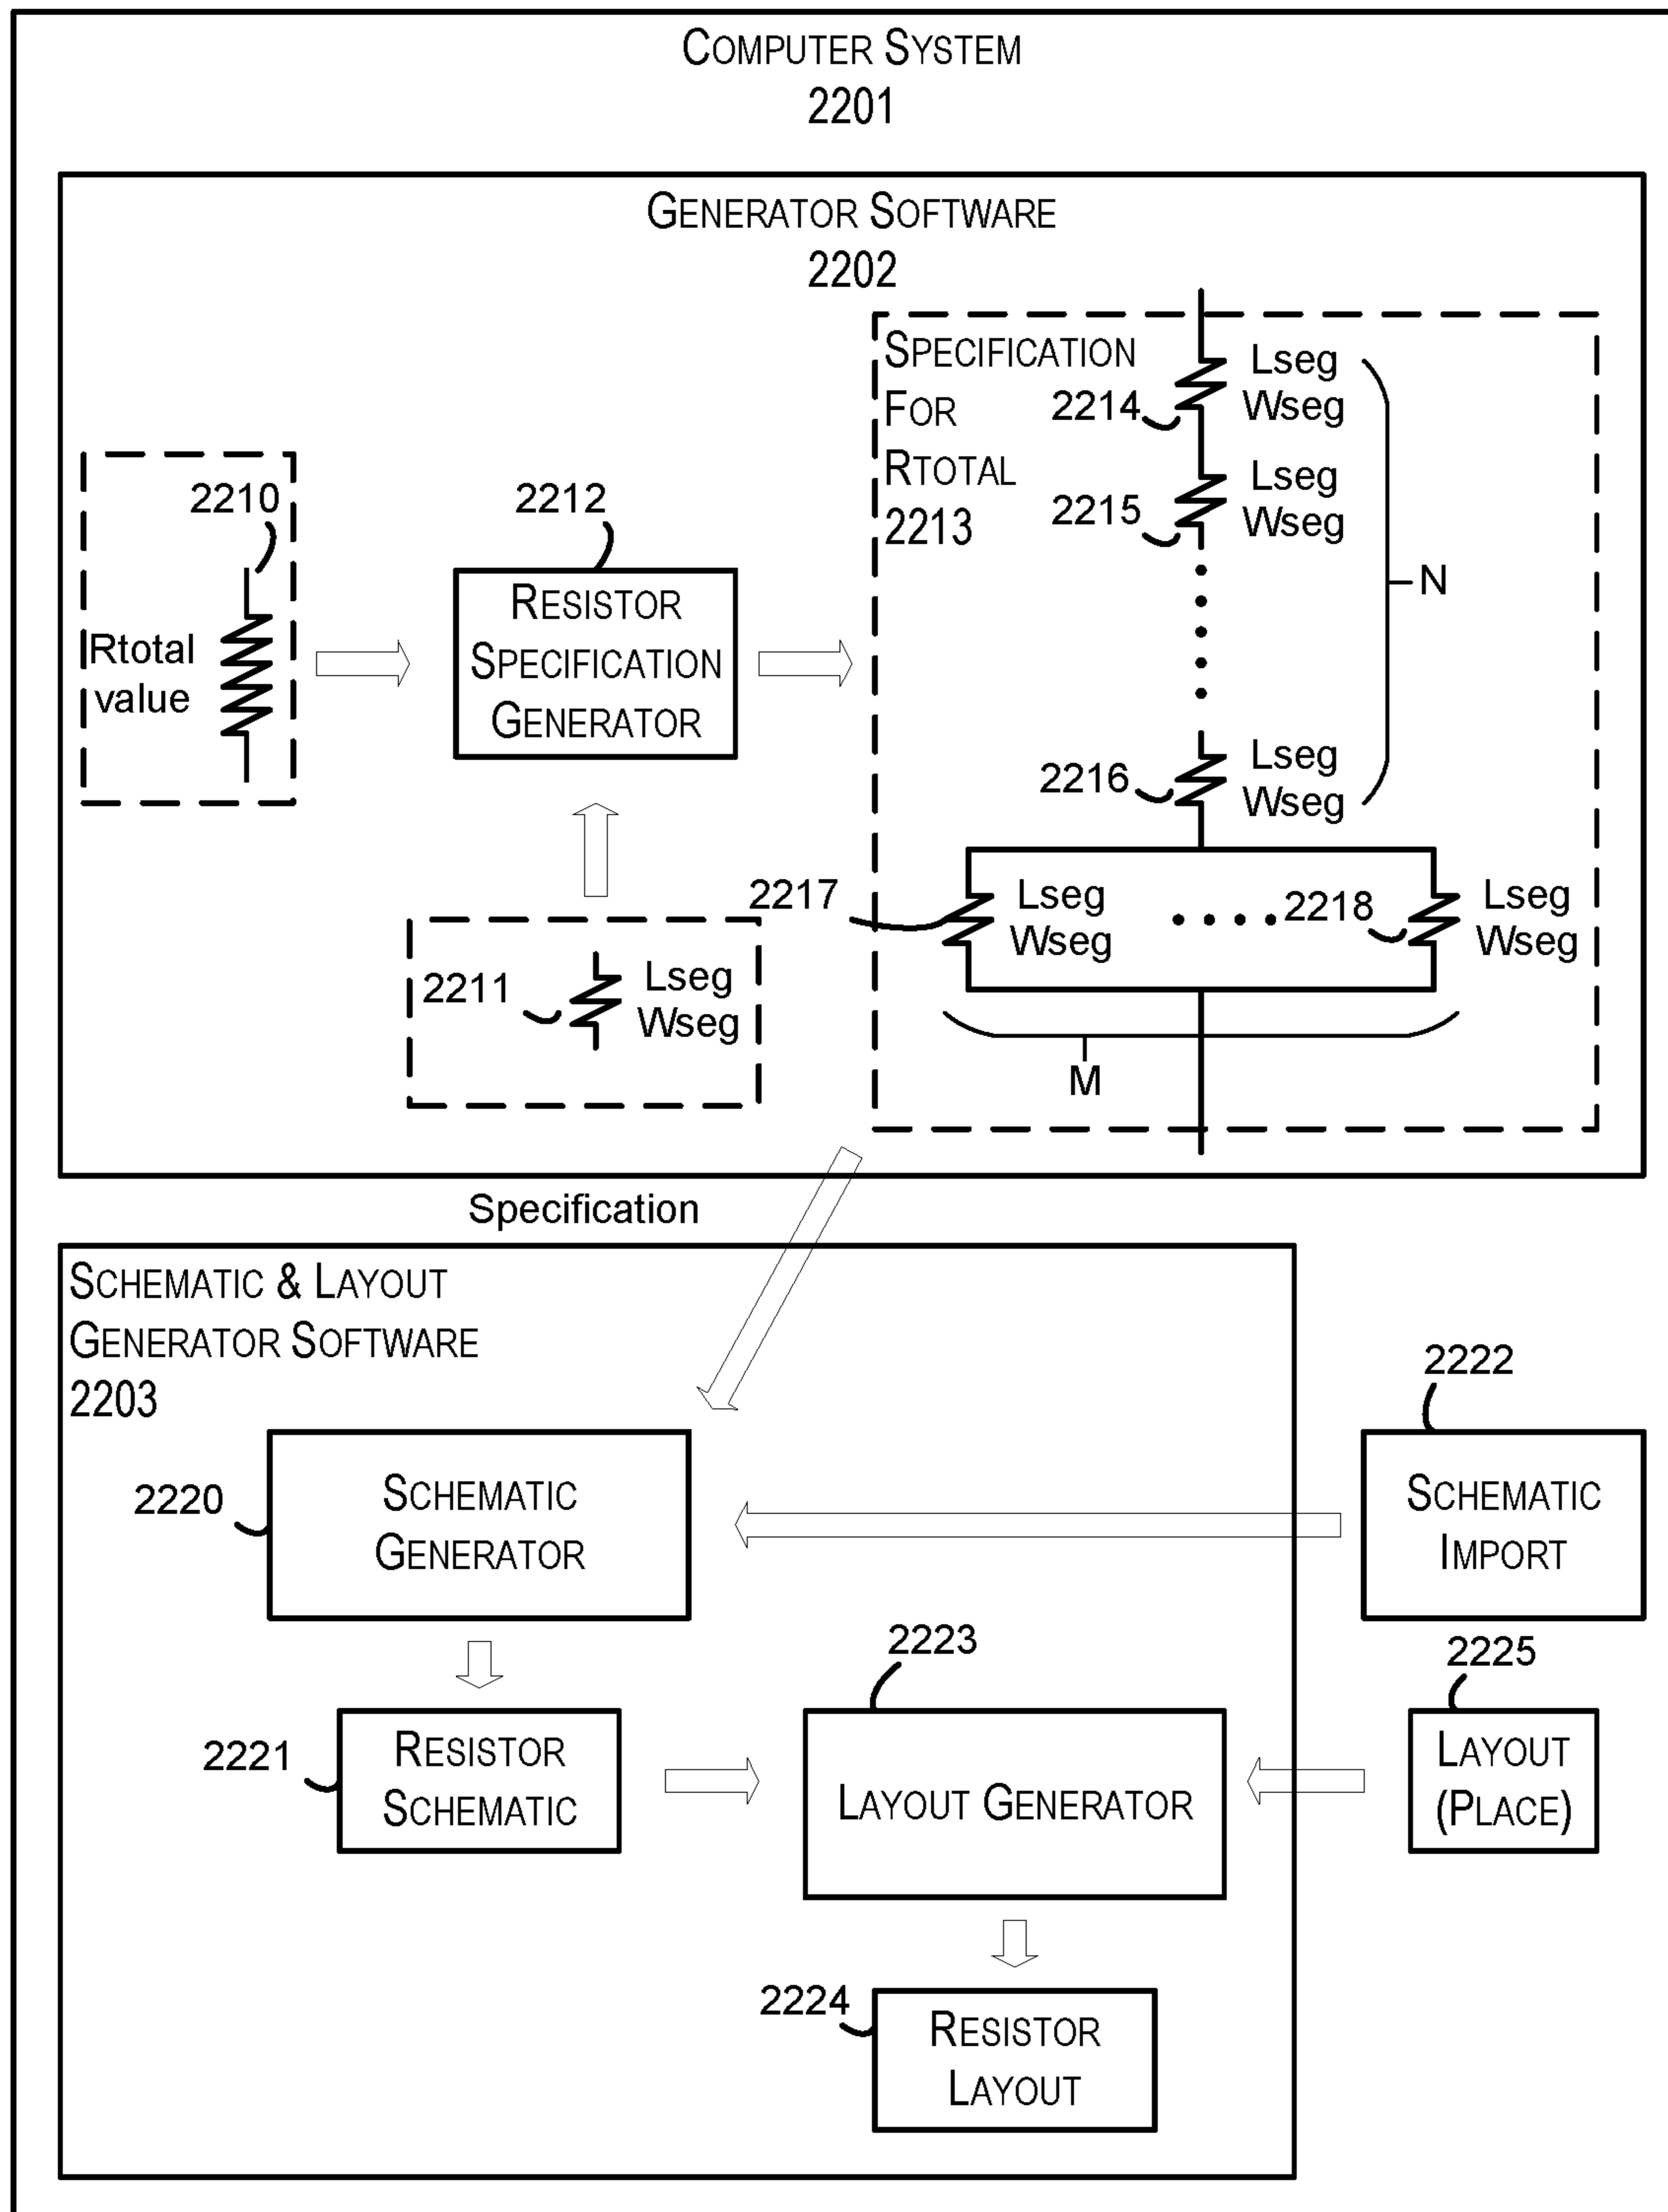 COMPUTER SYSTEM
2201
GENERATOR SOFTWARE
2202
SPECIFICATION
FOR
RTOTAL
2213
2214
Lseg
Wseg
2215
Lseg
Wseg
N
2216
Lseg
Wseg
2217
Lseg
Wseg
2218
Lseg
Wseg
M
2210
Rtotal
value
2212
RESISTOR
SPECIFICATION
GENERATOR
2211
Lseg
Wseg
Specification
SCHEMATIC & LAYOUT
GENERATOR SOFTWARE
2203
2220
SCHEMATIC
GENERATOR
2222
SCHEMATIC
IMPORT
2221
RESISTOR
SCHEMATIC
2223
LAYOUT GENERATOR
2225
LAYOUT
(PLACE)
2224
RESISTOR
LAYOUT